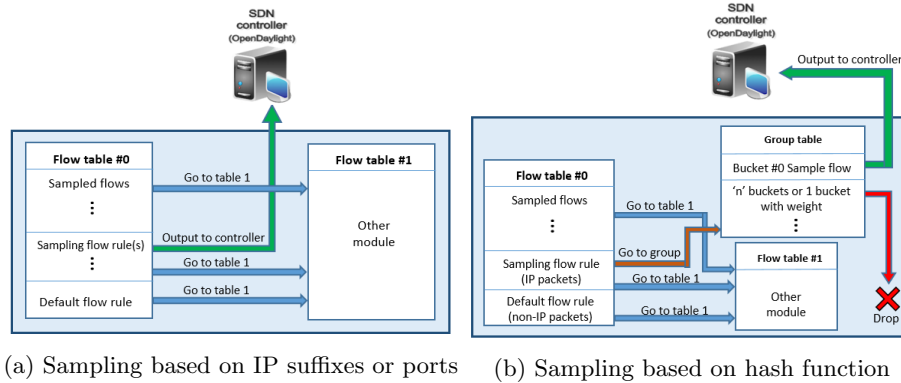 SDN
controller
(OpenDaylight)
Flow table #0
Sampled flows
⋮
Sampling flow rule(s)
⋮
Default flow rule
Go to table 1
Output to controller
Go to table 1
Go to table 1
Flow table #1
Other
module
(a) Sampling based on IP suffixes or ports
SDN
controller
(OpenDaylight)
Output to controller
Group table
Bucket #0 Sample flow
‘n’ buckets or 1 bucket
with weight
⋮
Flow table #0
Sampled flows
⋮
Sampling flow rule
(IP packets)
Default flow rule
(non-IP packets)
Go to table 1
Go to group
Go to table 1
Go to table 1
Flow table #1
Other
module
Drop
(b) Sampling based on hash function